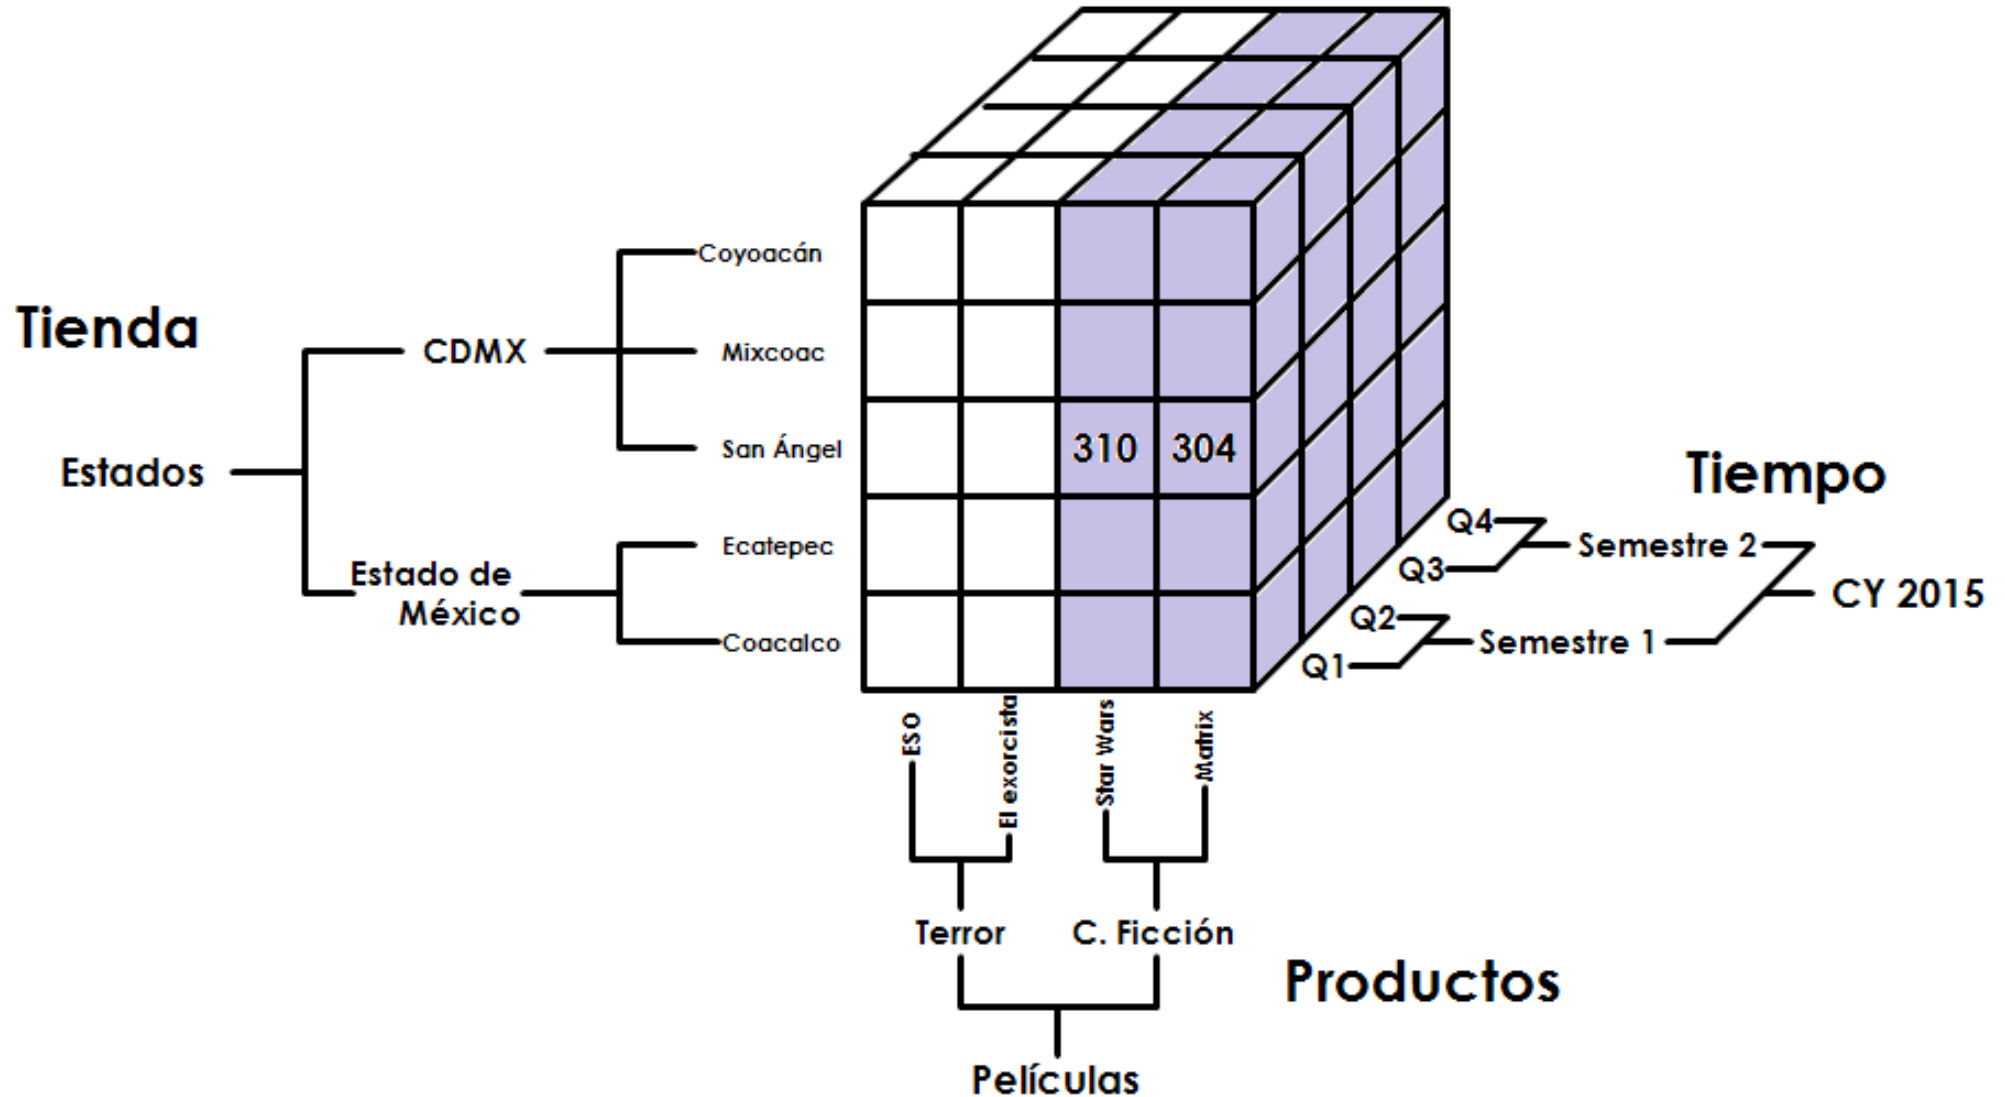 Tienda
Estados
CDMX
Estado de
México
Coyoacán
Mixcoac
San Ángel
Ecatepec
Coacalco
310 304
Tiempo
Q4
Q3
Q2
Q1
Semestre 2
Semestre 1
CY 2015
ESO
El exorcista
Star Wars
Matrix
Terror
C. Ficción
Productos
Películas